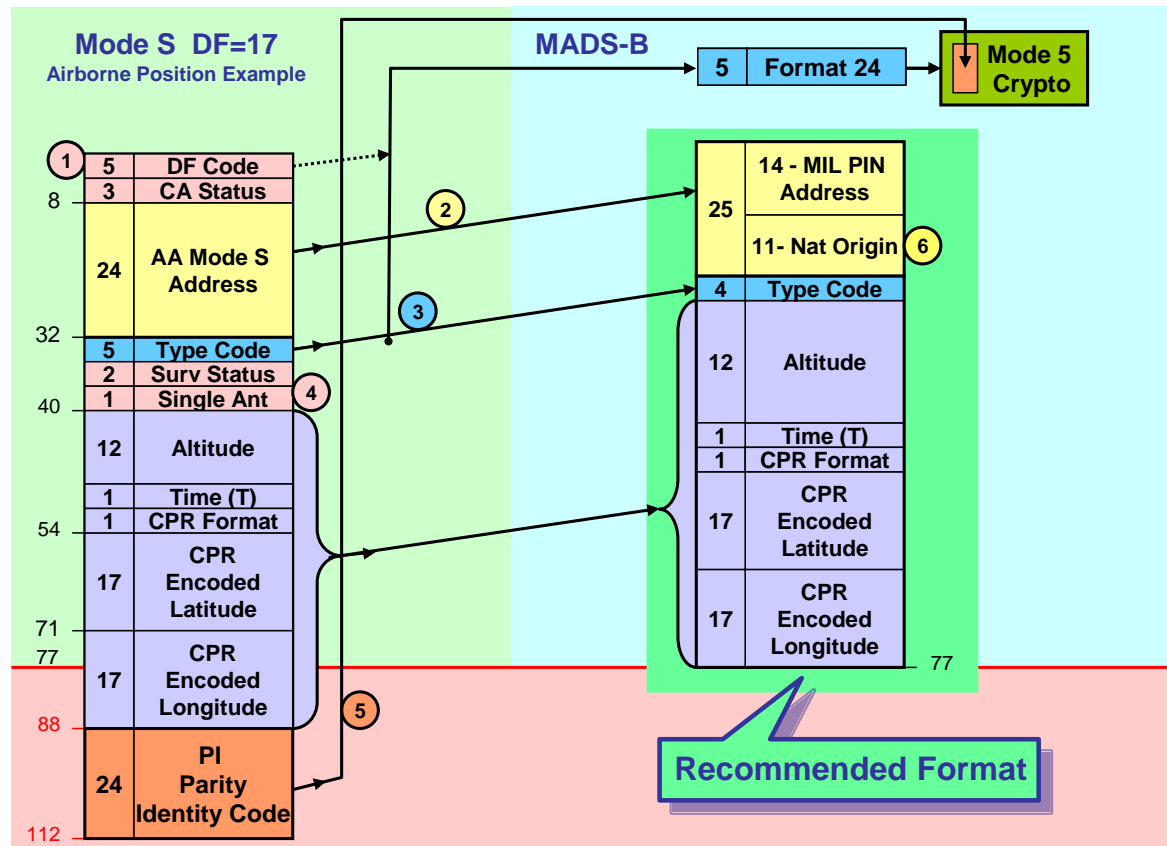 Mode S DF=17
Airborne Position Example
MADS-B
5 Format 24
Mode 5
Crypto
1
5 DF Code
3 CA Status
8
24 AA Mode S
Address
32
5 Type Code
2 Surv Status
1 Single Ant
4
40
12 Altitude
1 Time (T)
1 CPR Format
54
17 CPR
Encoded
Latitude
71
77
17 CPR
Encoded
Longitude
88
24 PI
Parity
Identity Code
112
2
3
5
25
14 - MIL PIN
Address
11- Nat Origin
6
4 Type Code
12 Altitude
1 Time (T)
1 CPR Format
17 CPR
Encoded
Latitude
17 CPR
Encoded
Longitude
77
Recommended Format